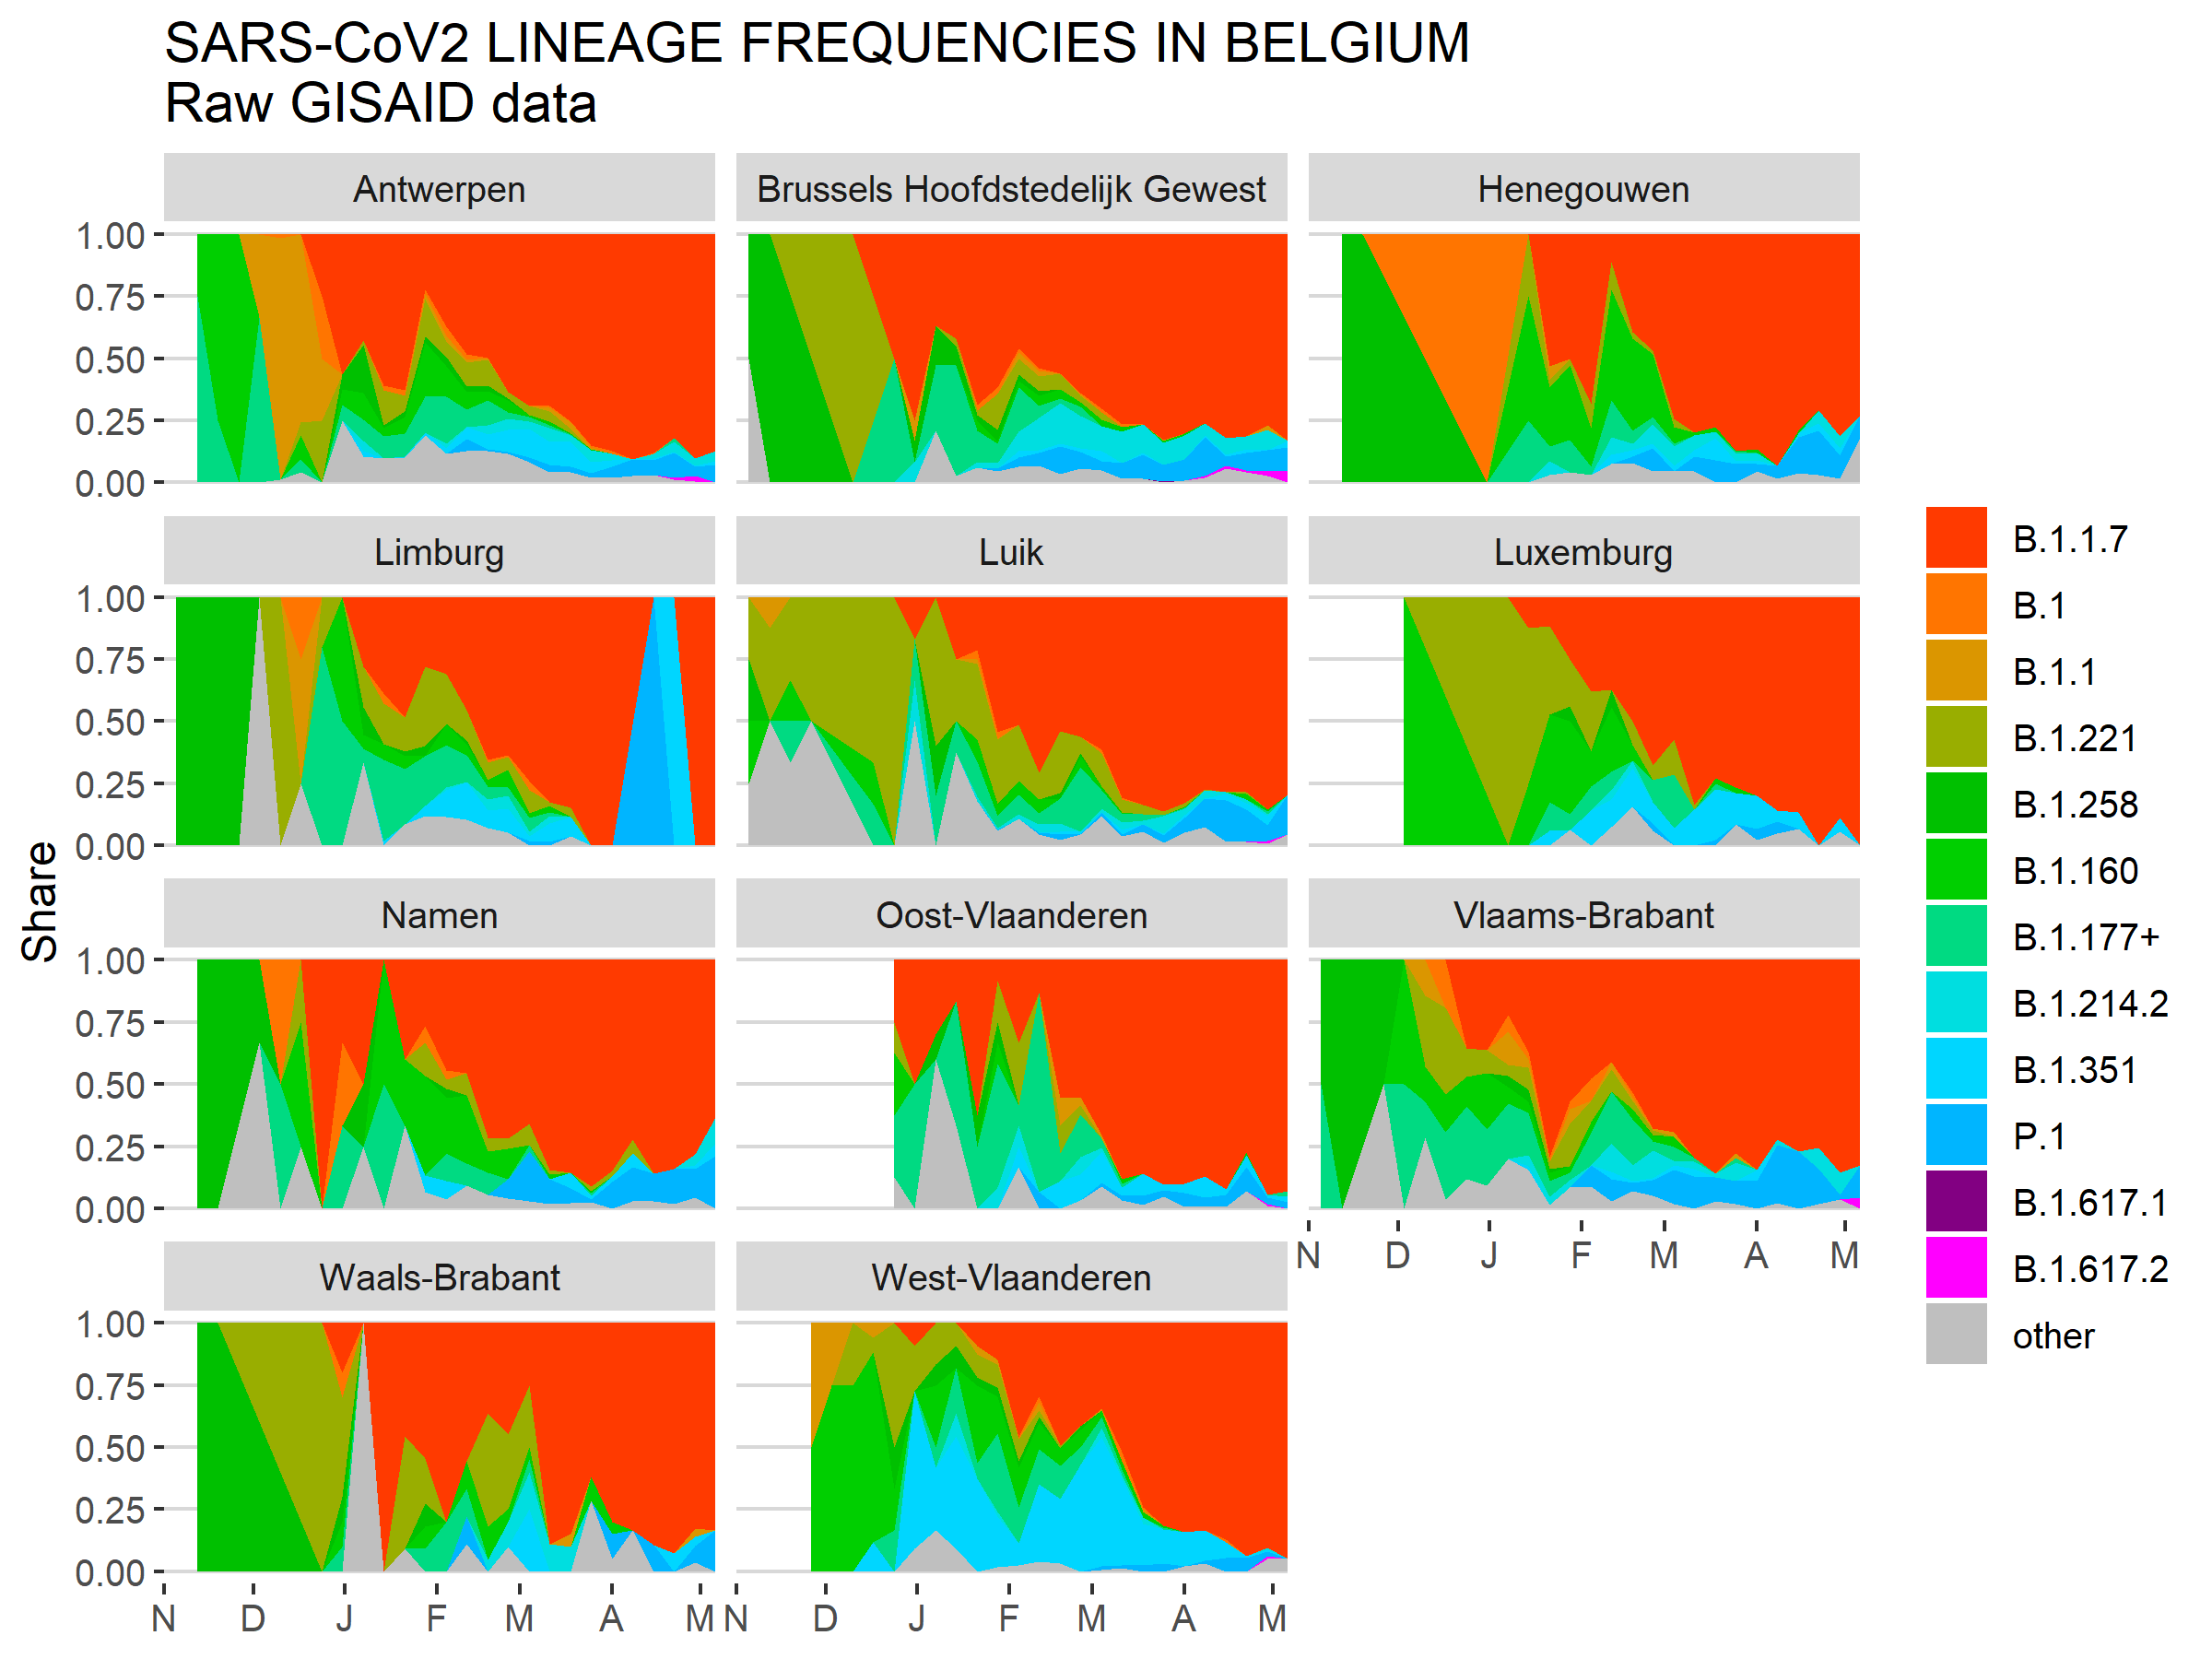 SARS-CoV2 LINEAGE FREQUENCIES IN BELGIUM
Raw GISAID data
Antwerpen
Brussels Hoofdstedelijk Gewest
Henegouwen
1.00
0.75
0.50
0.25
0.00
Limburg
Luik
Luxemburg
1.00
0.75
0.50
0.25
0.00
Share
Namen
Oost-Vlaanderen
Vlaams-Brabant
1.00
0.75
0.50
0.25
0.00
N D J F M A M
Waals-Brabant
West-Vlaanderen
1.00
0.75
0.50
0.25
0.00
N D J F M A M
N D J F M A M
B.1.1.7
B.1
B.1.1
B.1.221
B.1.258
B.1.160
B.1.177+
B.1.214.2
B.1.351
P.1
B.1.617.1
B.1.617.2
other